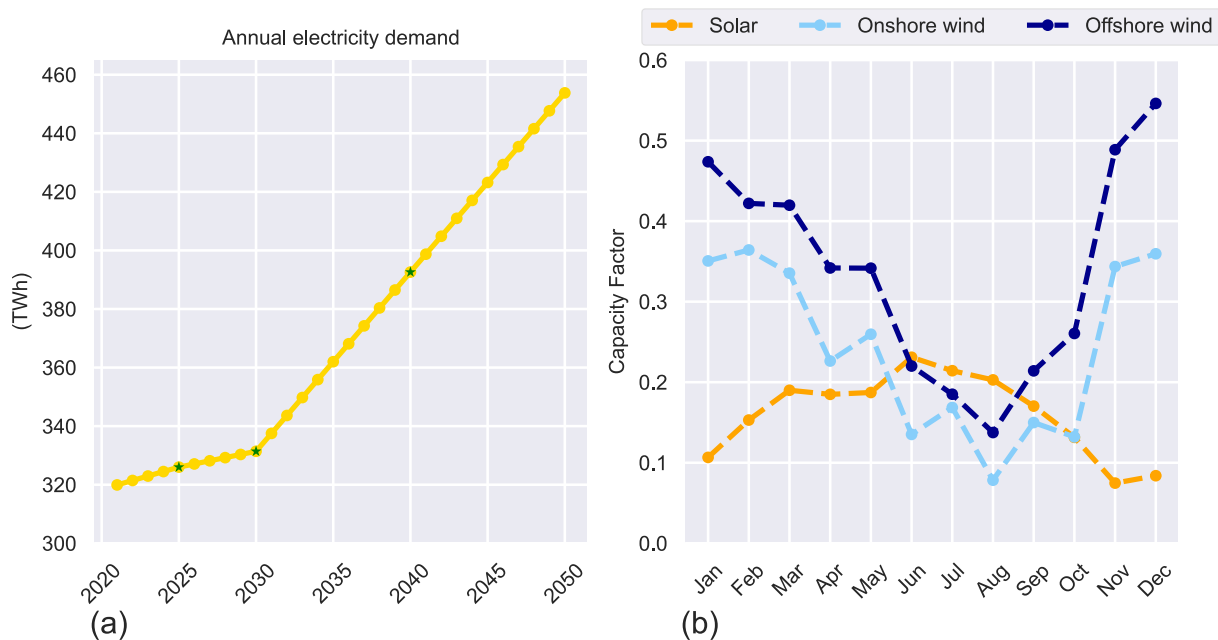 Annual electricity demand
(TWh)
460
440
420
400
380
360
340
320
300
2020
2025
2030
2035
2040
2045
2050
(a)
Solar
Onshore wind
Offshore wind
Capacity Factor
0.6
0.5
0.4
0.3
0.2
0.1
0.0
Jan
Feb
Mar
Apr
May
Jun
Jul
Aug
Sep
Oct
Nov
Dec
(b)